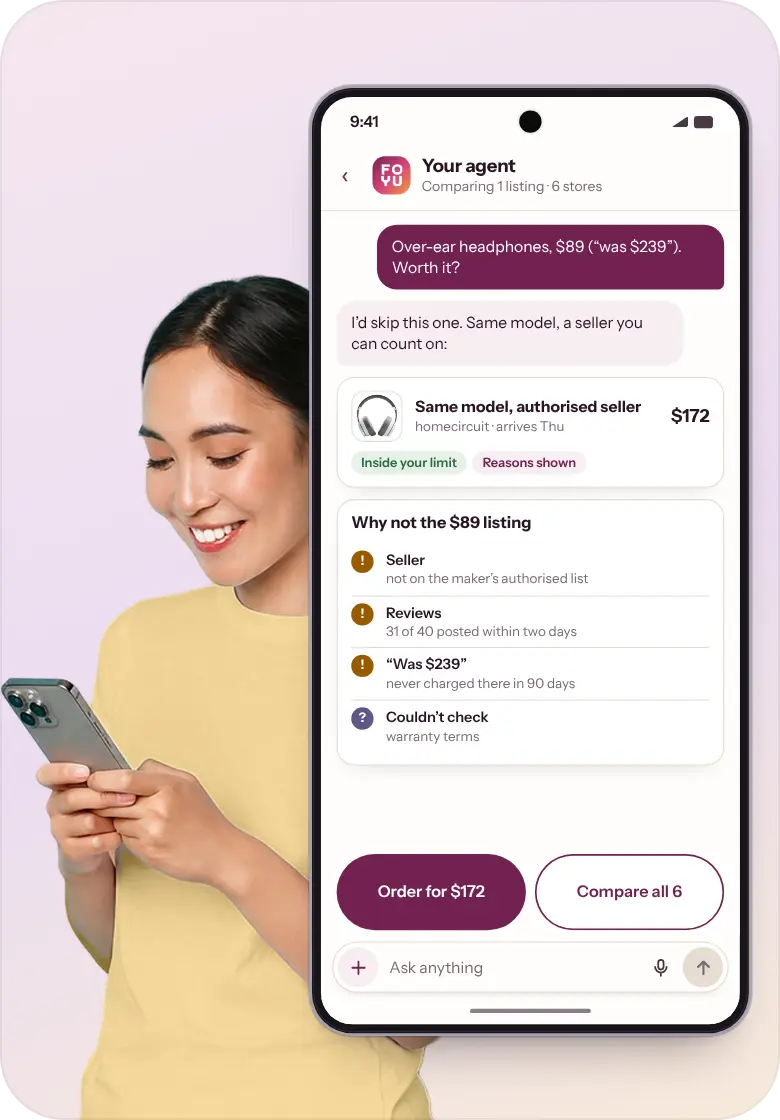 9:41
FO
YU
Your agent
Comparing 1 listing · 6 stores
Over-ear headphones, $89 (“was $239”).
Worth it?
I’d skip this one. Same model, a seller you
can count on:
Same model, authorised seller
homecircuit · arrives Thu
$172
Inside your limit
Reasons shown
Why not the $89 listing
!
Seller
not on the maker’s authorised list
!
Reviews
31 of 40 posted within two days
!
“Was $239”
never charged there in 90 days
?
Couldn’t check
warranty terms
Order for $172
Compare all 6
Ask anything